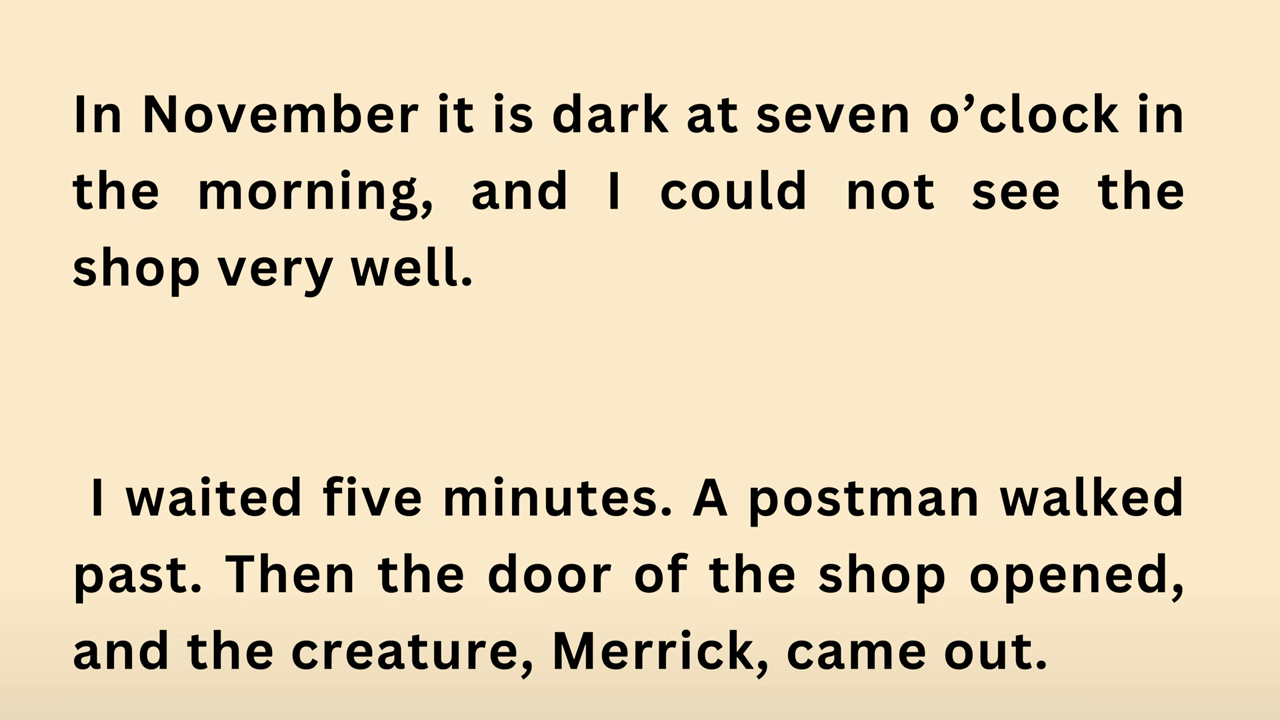 In November it is dark at seven o’clock in
the morning, and I could not see the
shop very well.
I waited five minutes. A postman walked
past. Then the door of the shop opened,
and the creature, Merrick, came out.